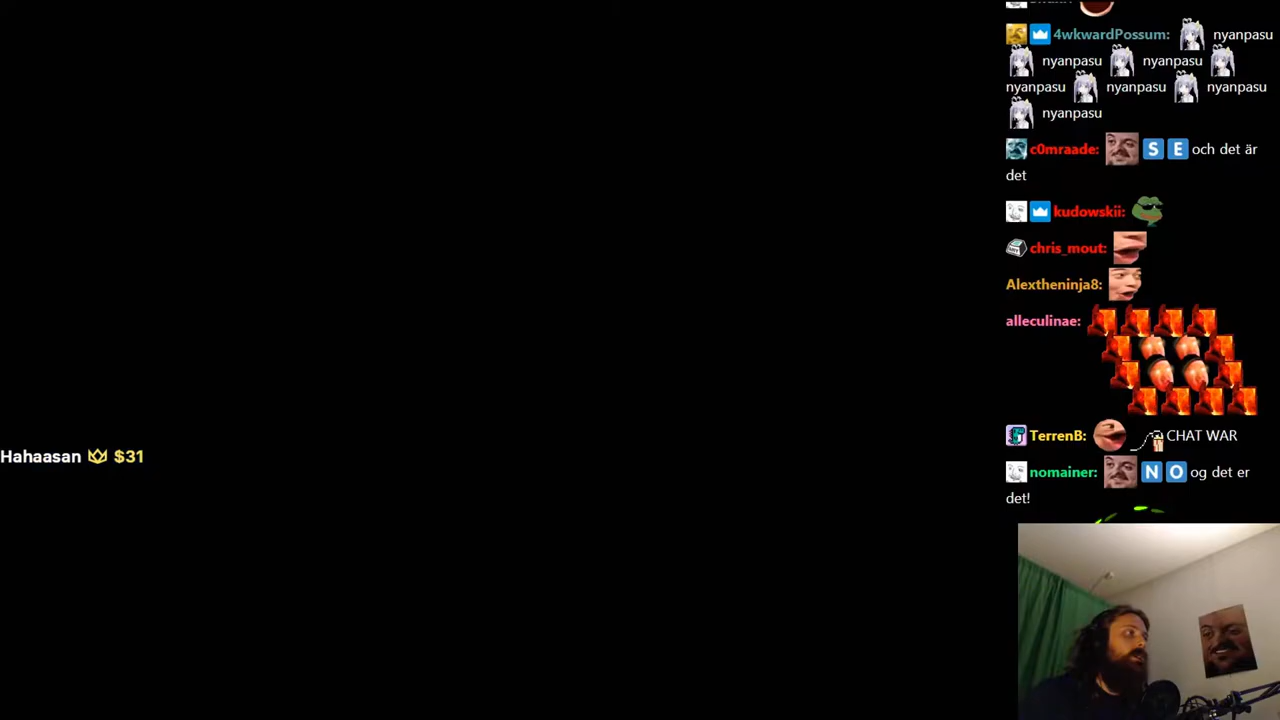 4wkwardPossum: nyanpasu
nyanpasu nyanpasu
nyanpasu nyanpasu nyanpasu
nyanpasu
c0mraade: S E och det är
det
kudowskii:
chris_mout:
Alextheninja8:
alleculinae:
TerrenB: CHAT WAR
nomainer: N O og det er
det!
Hahaasan $31